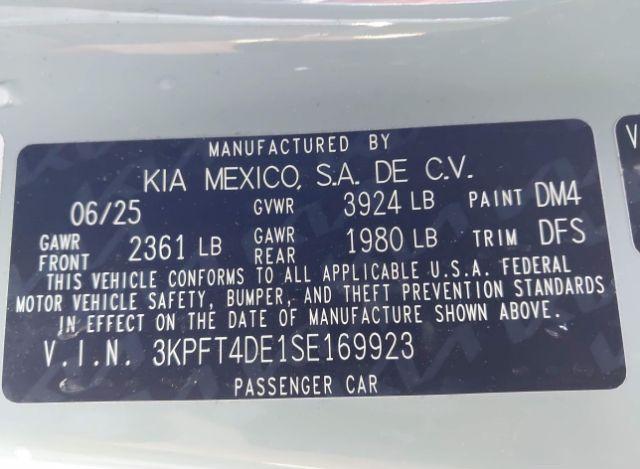 MANUFACTURED BY
KIA MEXICO, S.A. DE C.V.
06/25 GVWR 3924 LB PAINT DM4
GAWR FRONT 2361 LB GAWR REAR 1980 LB TRIM DFS
THIS VEHICLE CONFORMS TO ALL APPLICABLE U.S.A. FEDERAL
MOTOR VEHICLE SAFETY, BUMPER, AND THEFT PREVENTION STANDARDS
IN EFFECT ON THE DATE OF MANUFACTURE SHOWN ABOVE.
V.I.N. 3KPFT4DE1SE169923
PASSENGER CAR
V